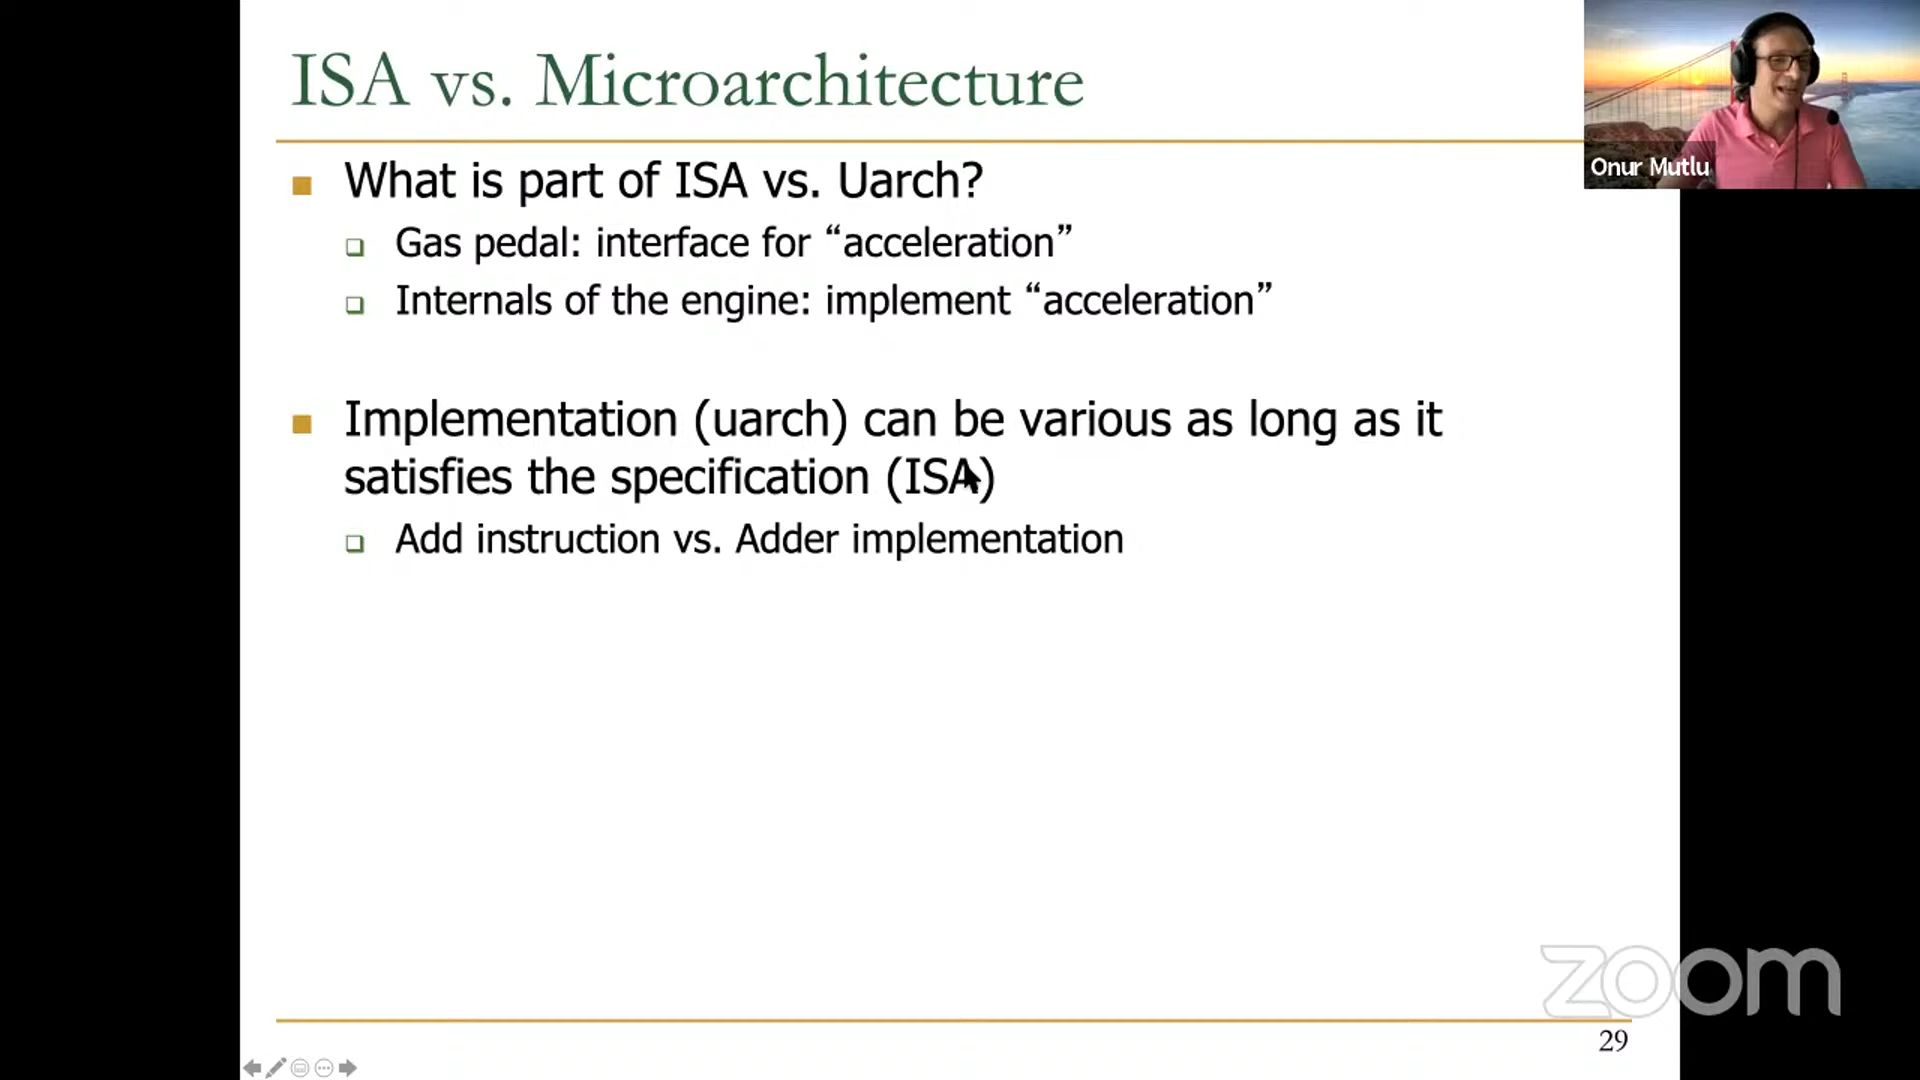 ISA vs. Microarchitecture
Onur Mutlu
What is part of ISA vs. Uarch?
Gas pedal: interface for “acceleration”
Internals of the engine: implement “acceleration”
Implementation (uarch) can be various as long as it
satisfies the specification (ISA)
Add instruction vs. Adder implementation
zoom
29